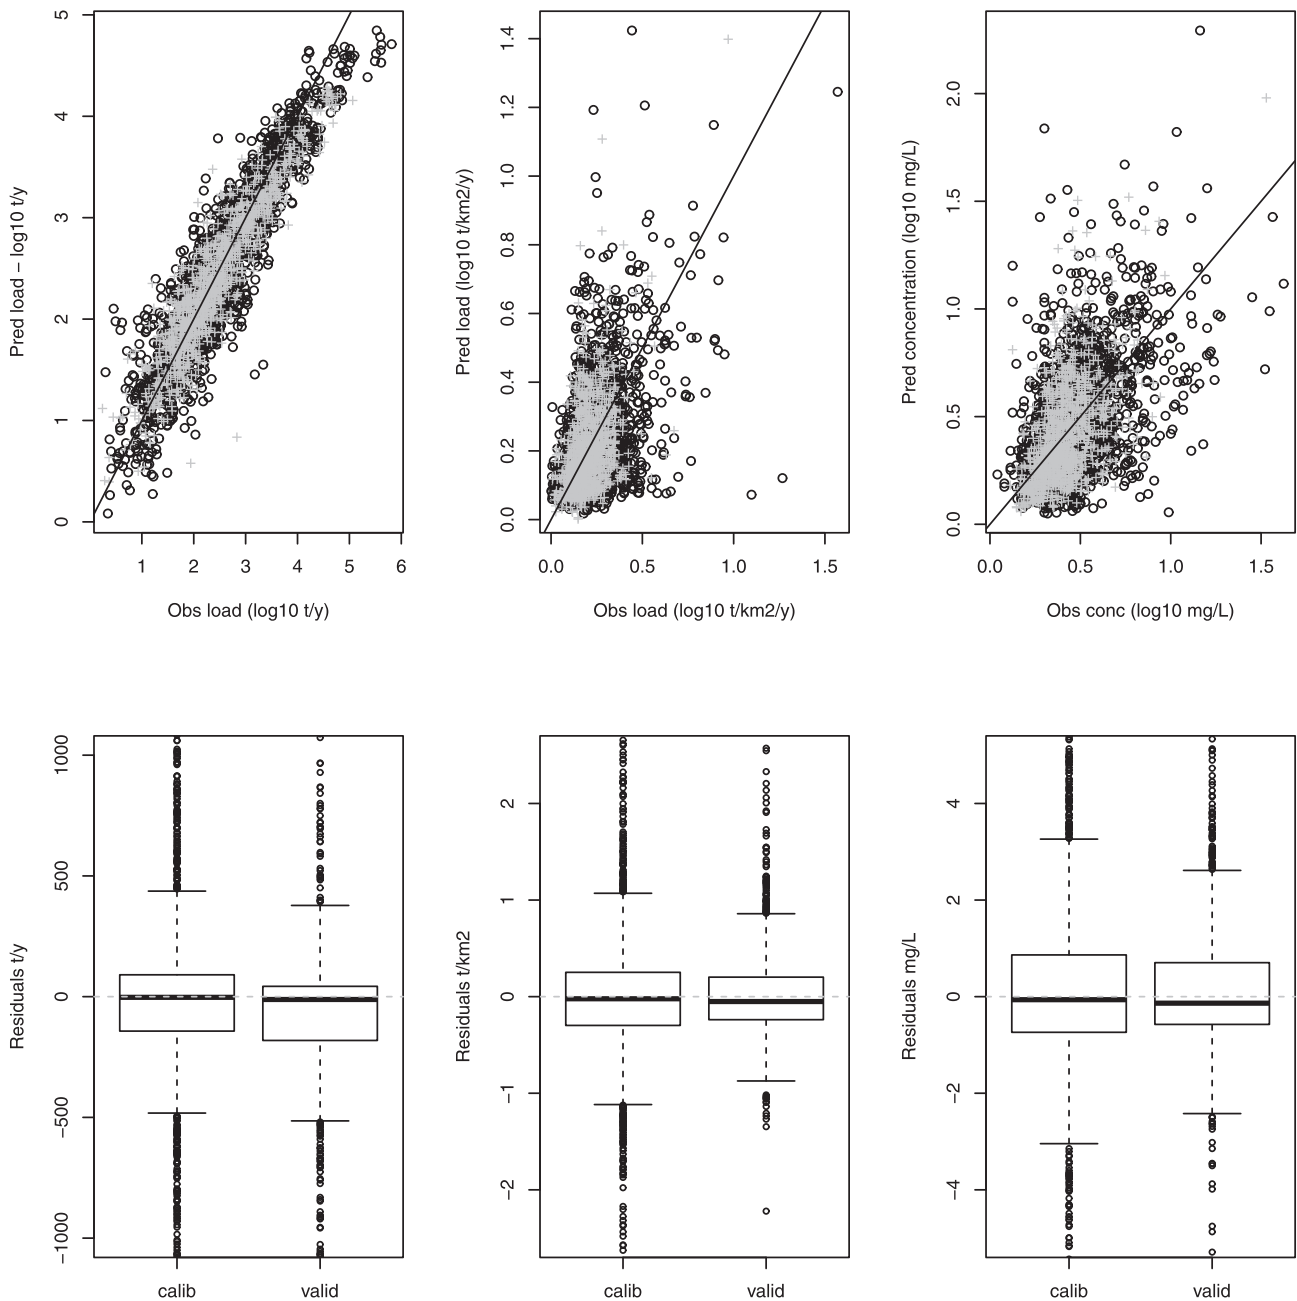 Pred load – log10 t/y
5
4
3
2
1
0
1 2 3 4 5 6
Obs load (log10 t/y)
Pred load (log10 t/km2/y)
1.4
1.2
1.0
0.8
0.6
0.4
0.2
0.0
0.0 0.5 1.0 1.5
Obs load (log10 t/km2/y)
Pred concentration (log10 mg/L)
2.0
1.5
1.0
0.5
0.0
0.0 0.5 1.0 1.5
Obs conc (log10 mg/L)
Residuals t/y
1000
500
0
−500
−1000
calib valid
Residuals t/km2
2
1
0
−1
−2
calib valid
Residuals mg/L
4
2
0
−2
−4
calib valid